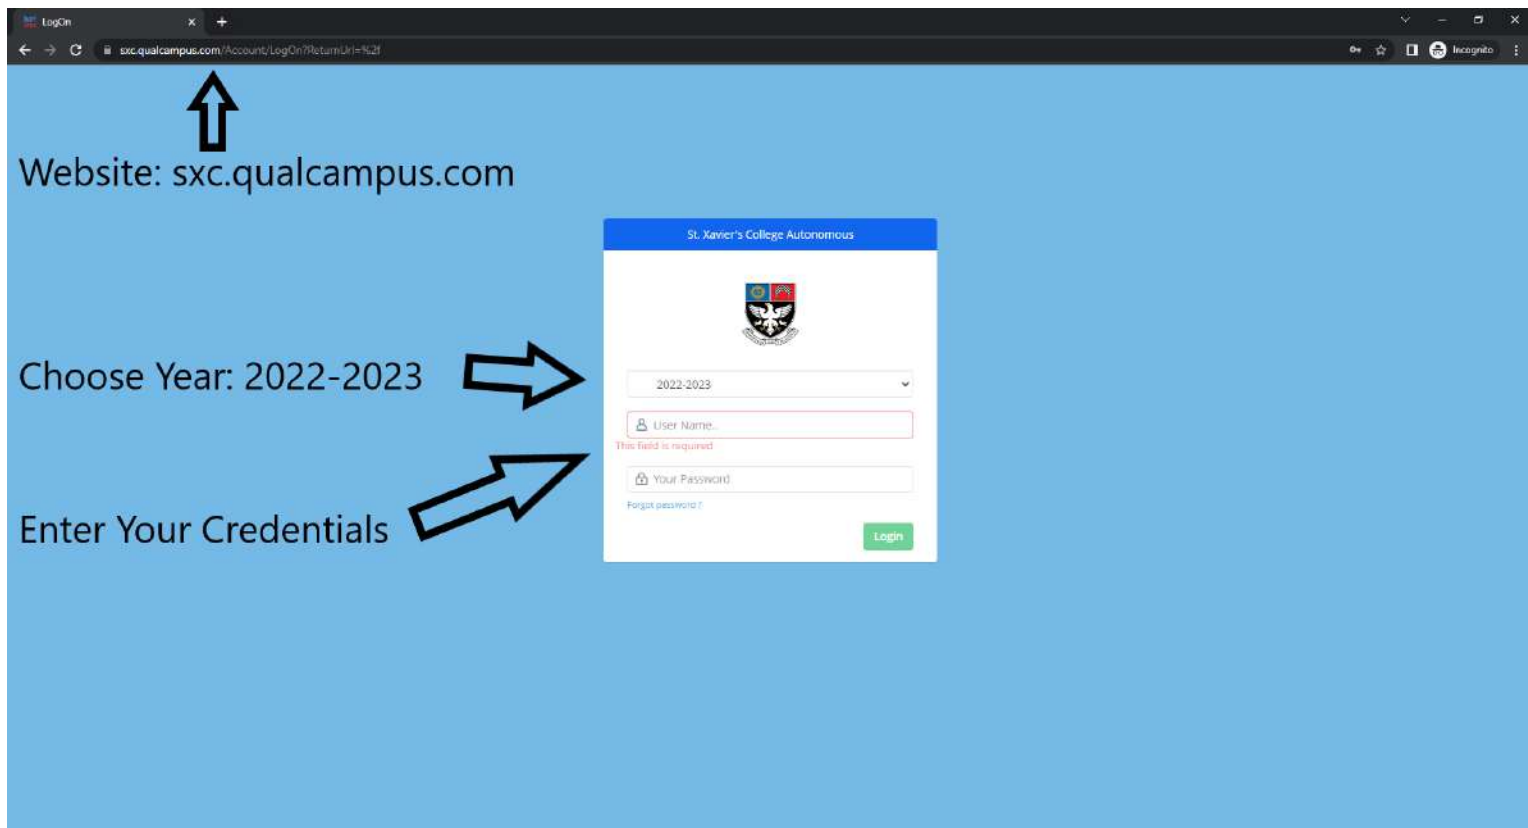 LogOn
sxc.qualcampus.com/Account/LogOn?ReturnUrl=%2f
Incognito
Website: sxc.qualcampus.com
St. Xavier's College Autonomous
Choose Year: 2022-2023
2022-2023
User Name..
This field is required.
Your Password
Forgot password ?
Enter Your Credentials
Login